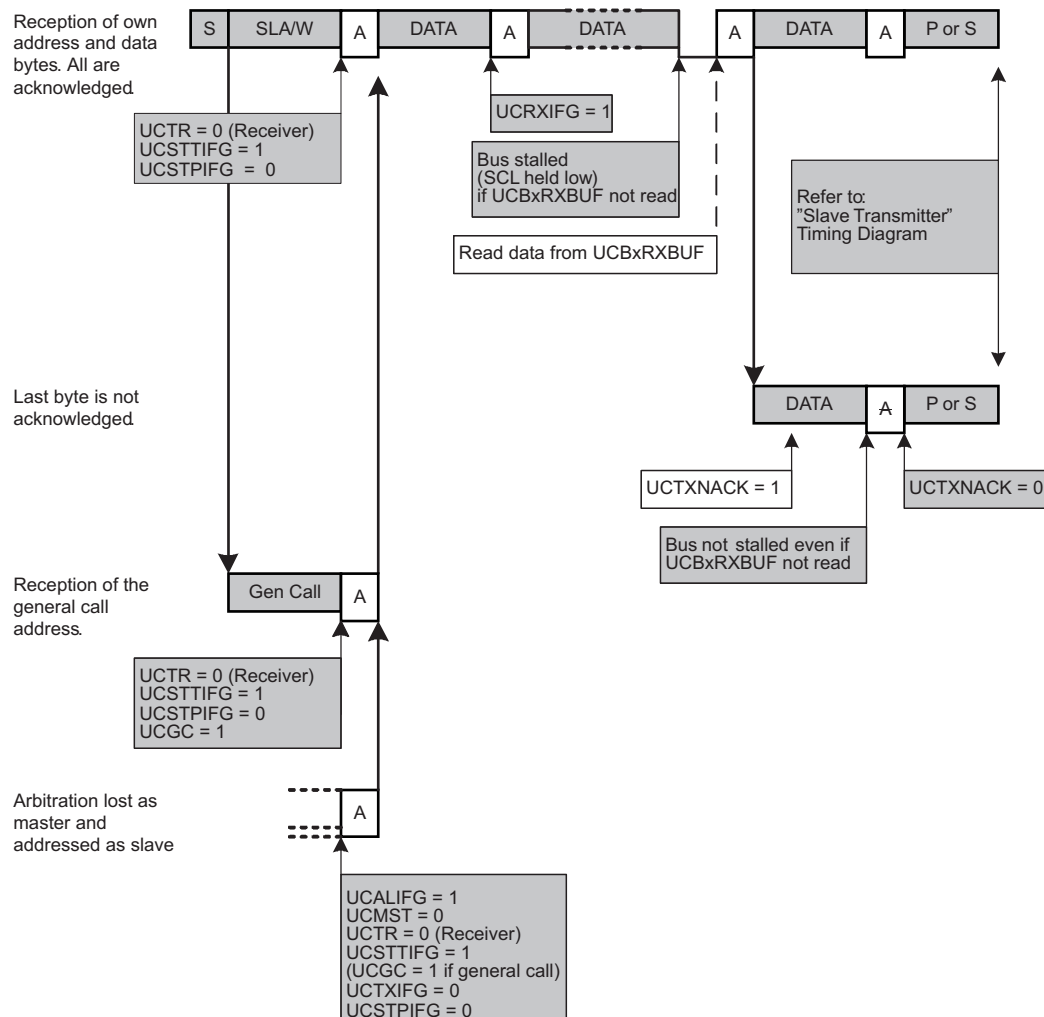 Reception of own
address and data
bytes. All are
acknowledged.
S SLA/W A DATA A DATA A DATA A P or S
UCTR = 0 (Receiver)
UCSTTIFG = 1
UCSTPIFG = 0
UCRXIFG = 1
Bus stalled
(SCL held low)
if UCBxRXBUF not read
Read data from UCBxRXBUF
Refer to:
”Slave Transmitter”
Timing Diagram
Last byte is not
acknowledged.
DATA A P or S
UCTXNACK = 1
UCTXNACK = 0
Bus not stalled even if
UCBxRXBUF not read
Reception of the
general call
address.
Gen Call A
UCTR = 0 (Receiver)
UCSTTIFG = 1
UCSTPIFG = 0
UCGC = 1
Arbitration lost as
master and
addressed as slave
A
UCALIFG = 1
UCMST = 0
UCTR = 0 (Receiver)
UCSTTIFG = 1
(UCGC = 1 if general call)
UCTXIFG = 0
UCSTPIFG = 0